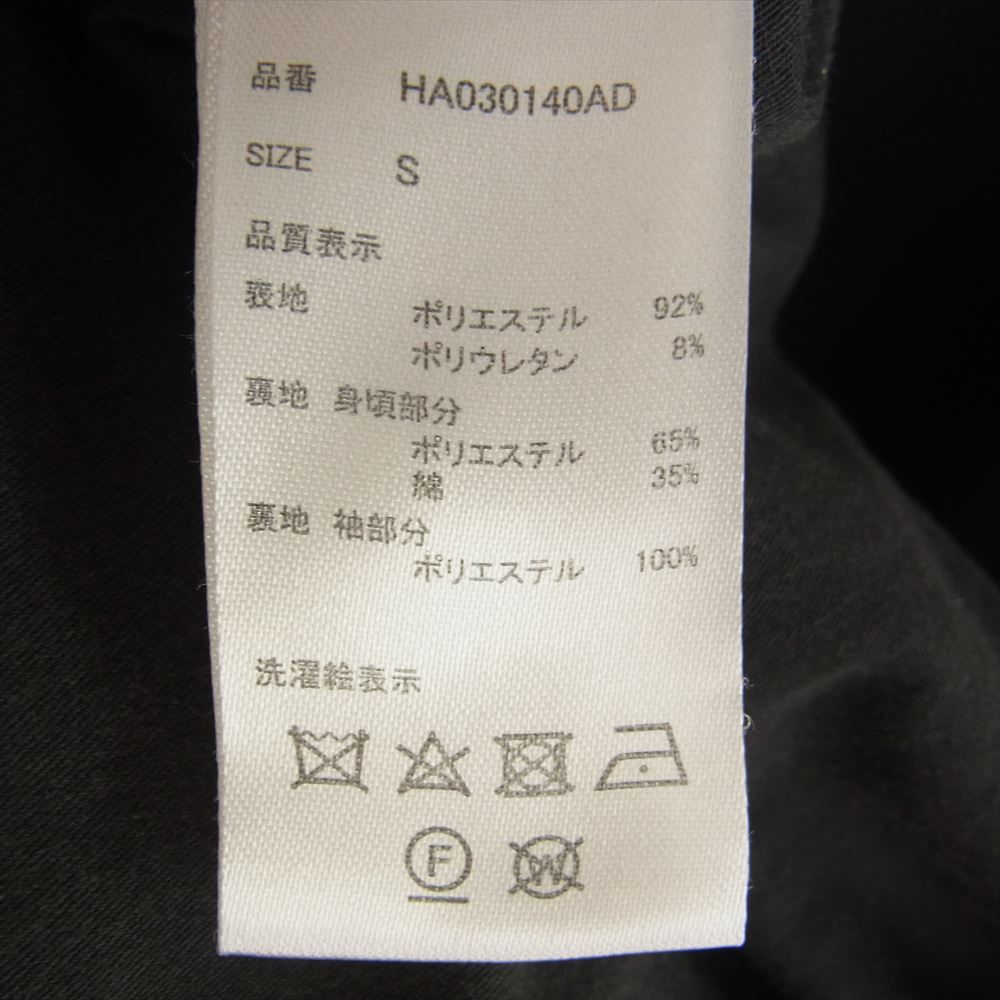 品番 HA030140AD
SIZE S
品質表示
表地
ポリエステル 92%
ポリウレタン 8%
裏地 身頃部分
ポリエステル 65%
綿 35%
裏地 袖部分
ポリエステル 100%
洗濯絵表示
F W